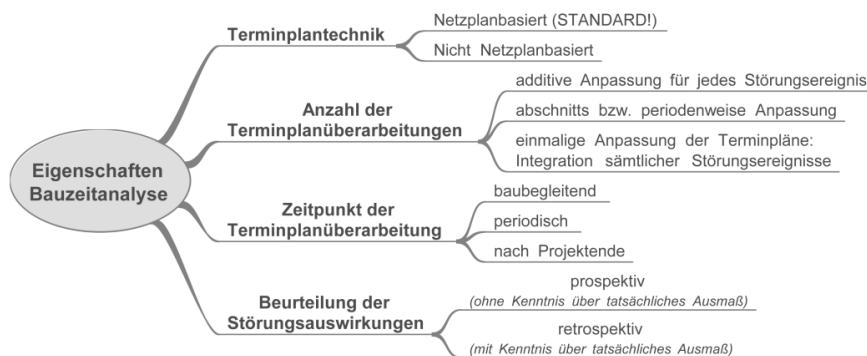 Eigenschaften
Bauzeitanalyse
Terminplantechnik
Netzplanbasiert (STANDARD!)
Nicht Netzplanbasiert
Anzahl der
Terminplanüberarbeitungen
additive Anpassung für jedes Störungsereignis
abschnitts bzw. periodenweise Anpassung
einmalige Anpassung der Terminpläne:
Integration sämtlicher Störungsereignisse
Zeitpunkt der
Terminplanüberarbeitung
baubegleitend
periodisch
nach Projektende
Beurteilung der
Störungsauswirkungen
prospektiv
(ohne Kenntnis über tatsächliches Ausmaß)
retrospektiv
(mit Kenntnis über tatsächliches Ausmaß)